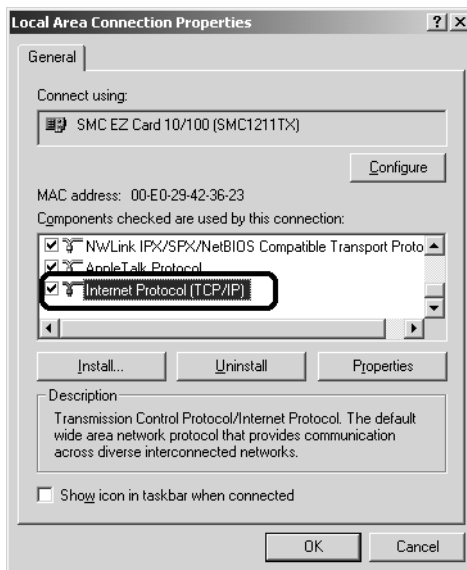 Local Area Connection Properties
General
Connect using:
SMC EZ Card 10/100 (SMC1211TX)
Configure
MAC address: 00-E0-29-42-36-23
Components checked are used by this connection:
NWLink IPX/SPX/NetBIOS Compatible Transport Proto
AppleTalk Protocol
Internet Protocol (TCP/IP)
Install... Uninstall Properties
Description
Transmission Control Protocol/Internet Protocol. The default
wide area network protocol that provides communication
across diverse interconnected networks.
Show icon in taskbar when connected
OK Cancel